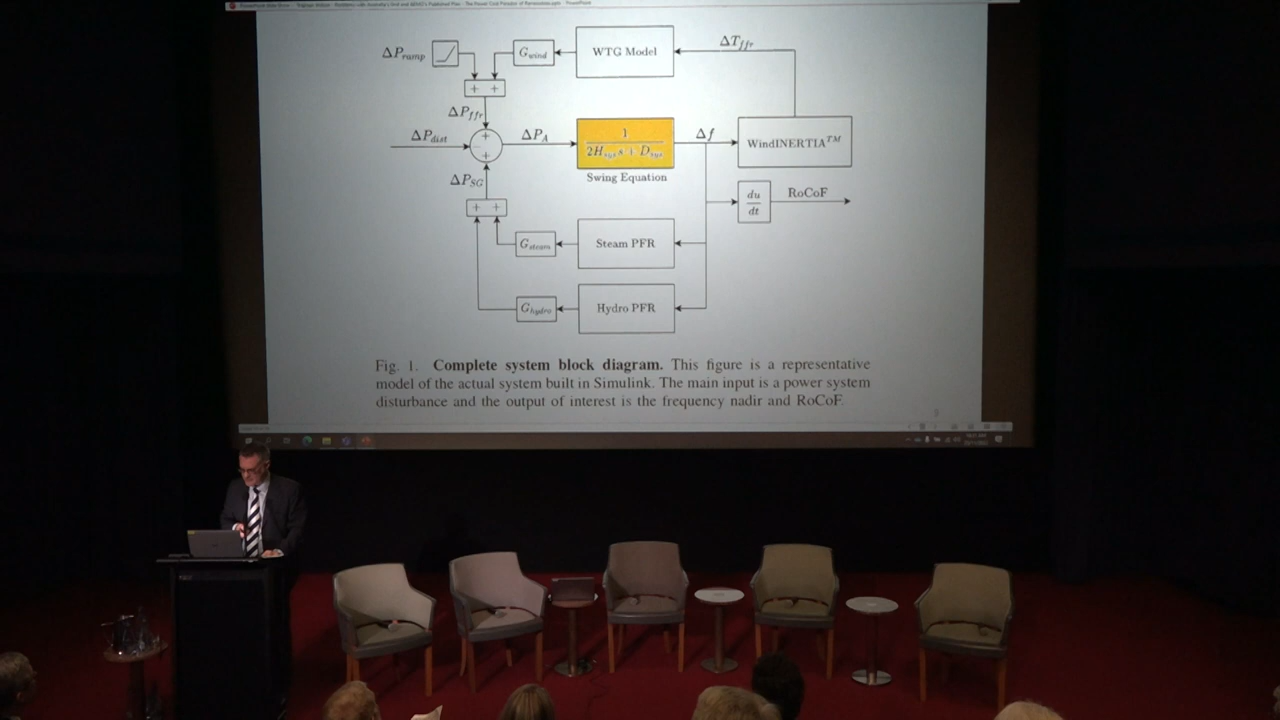 ΔP_ramp
G_wind
WTG Model
ΔT_ffr
+ +
ΔP_ffr
ΔP_dist
+
-
+
ΔP_A
1
2H_sys s + D_sys
Δf
WindINERTIA™
Swing Equation
ΔP_SG
du
dt
RoCoF
+ +
G_steam
Steam PFR
G_hydro
Hydro PFR
Fig. 1. Complete system block diagram. This figure is a representative
model of the actual system built in Simulink. The main input is a power system
disturbance and the output of interest is the frequency nadir and RoCoF.